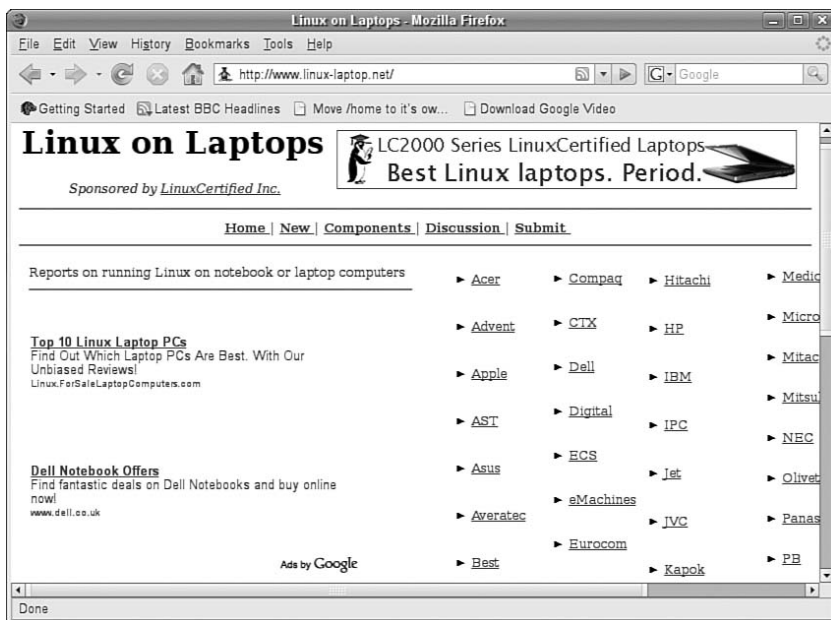 Linux on Laptops - Mozilla Firefox
File Edit View History Bookmarks Tools Help
http://www.linux-laptop.net/
G Google
Getting Started Latest BBC Headlines Move /home to it's ow... Download Google Video
Linux on Laptops
Sponsored by LinuxCertified Inc.
LC2000 Series LinuxCertified Laptops
Best Linux laptops. Period.
Home | New | Components | Discussion | Submit
Reports on running Linux on notebook or laptop computers
Top 10 Linux Laptop PCs
Find Out Which Laptop PCs Are Best. With Our
Unbiased Reviews!
Linux.ForSaleLaptopComputers.com
Dell Notebook Offers
Find fantastic deals on Dell Notebooks and buy online
now!
www.dell.co.uk
Ads by Google
Acer
Advent
Apple
AST
Asus
Averatec
Best
Compaq
CTX
Dell
Digital
ECS
eMachines
Eurocom
Hitachi
HP
IBM
IPC
Jet
JVC
Kapok
Medic
Micro
Mitac
Mitsu
NEC
Olivet
Panas
PB
Done